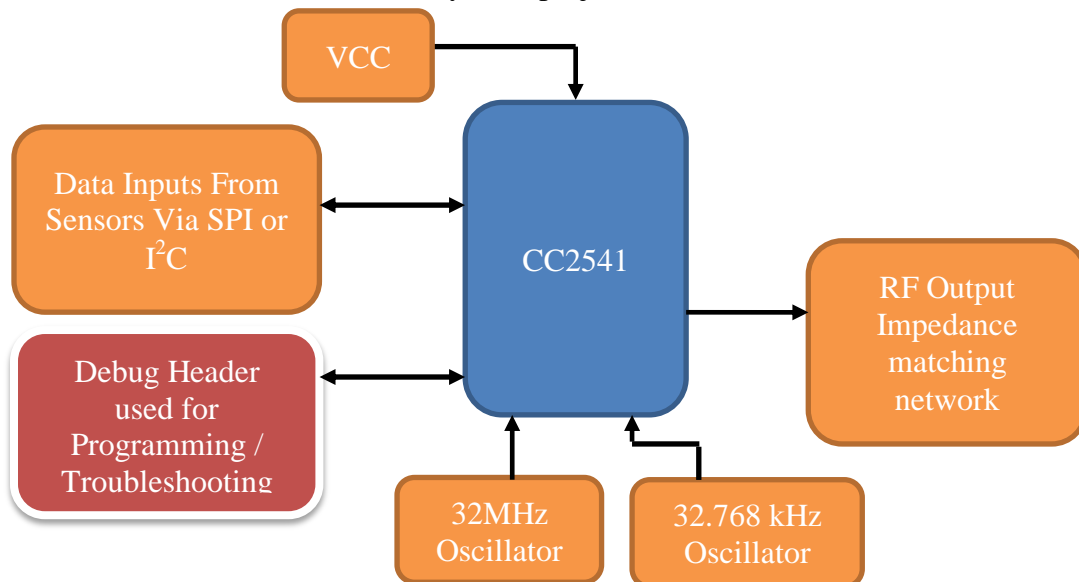 VCC
Data Inputs From
Sensors Via SPI or
I²C
CC2541
RF Output
Impedance
matching
network
Debug Header
used for
Programming /
Troubleshooting
32MHz
Oscillator
32.768 kHz
Oscillator